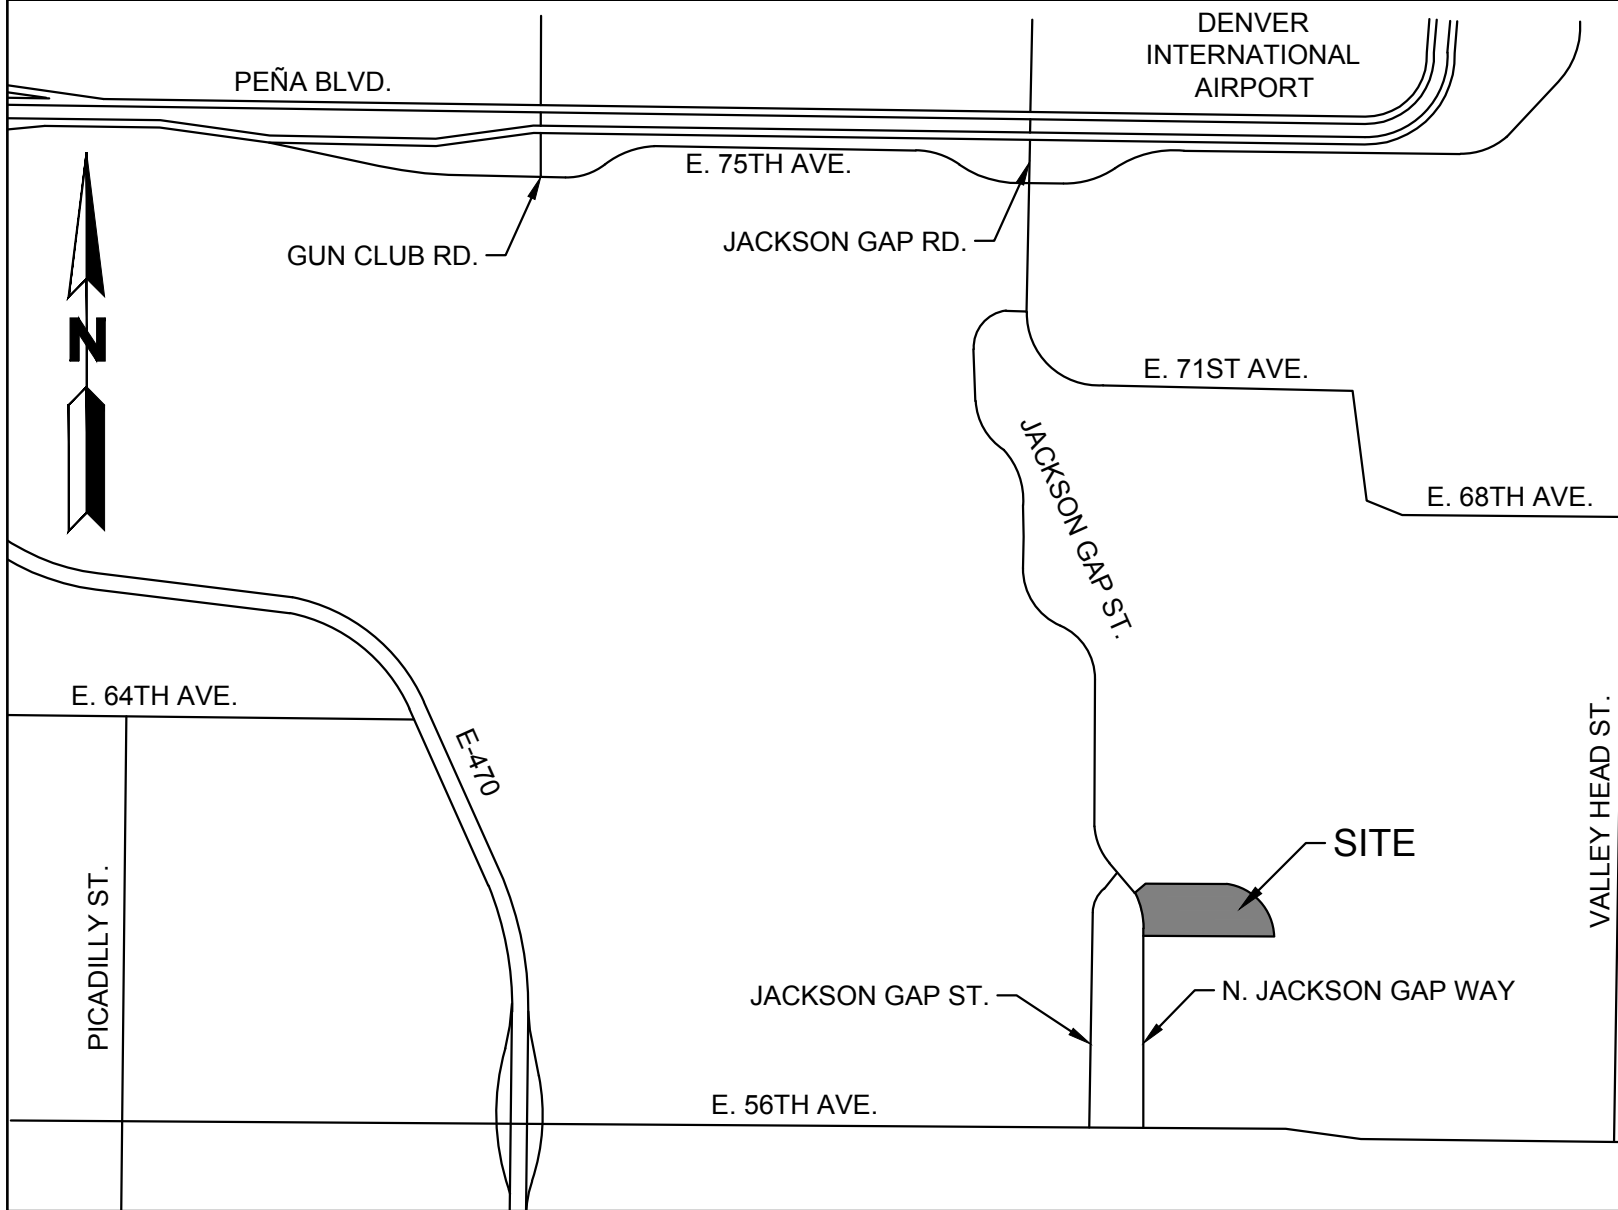 DENVER
INTERNATIONAL
AIRPORT
PEÑA BLVD.
E. 75TH AVE.
GUN CLUB RD.
JACKSON GAP RD.
N
E. 71ST AVE.
JACKSON GAP ST.
E. 68TH AVE.
E. 64TH AVE.
E-470
VALLEY HEAD ST.
SITE
PICADILLY ST.
JACKSON GAP ST.
N. JACKSON GAP WAY
E. 56TH AVE.